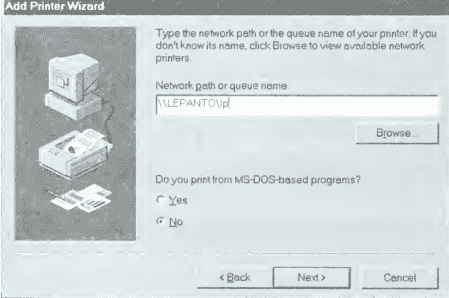 Add Printer Wizard
Type the network path or the queue name of your printer. If you
don't know its name, click Browse to view available network
printers.
Network path or queue name:
\\LEPANTO\lp
Browse...
Do you print from MS-DOS-based programs?
Yes
No
< Back
Next >
Cancel